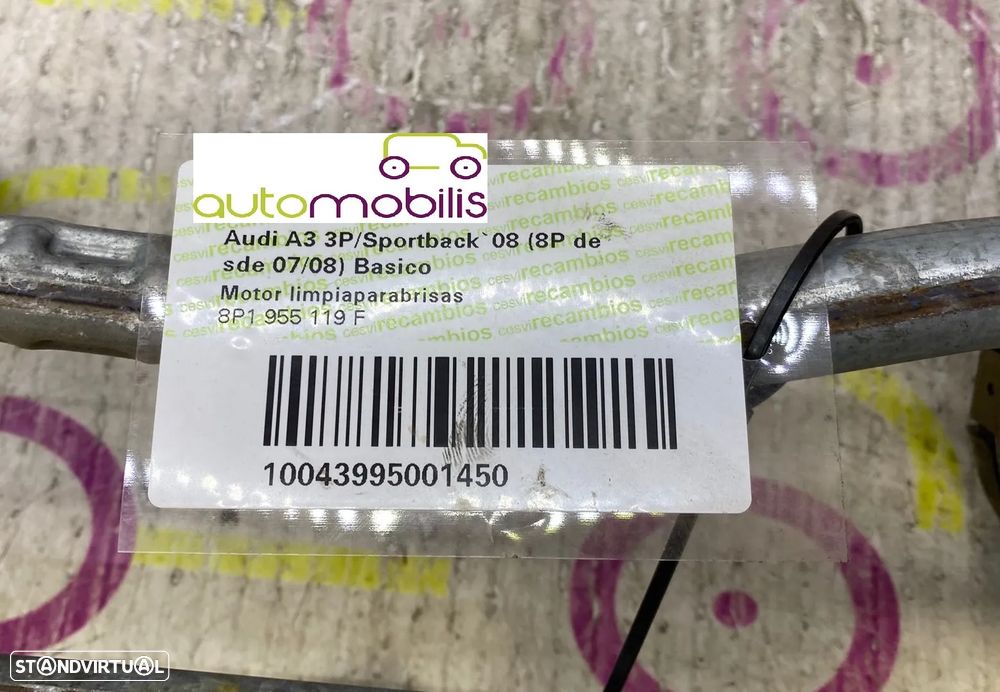 automobilis
Audi A3 3P/Sportback`08 (8P de
sde 07/08) Basico
Motor limpiaparabrisas
8P1 955 119 F
cesvirecambios
10043995001450
STANDVIRTUAL